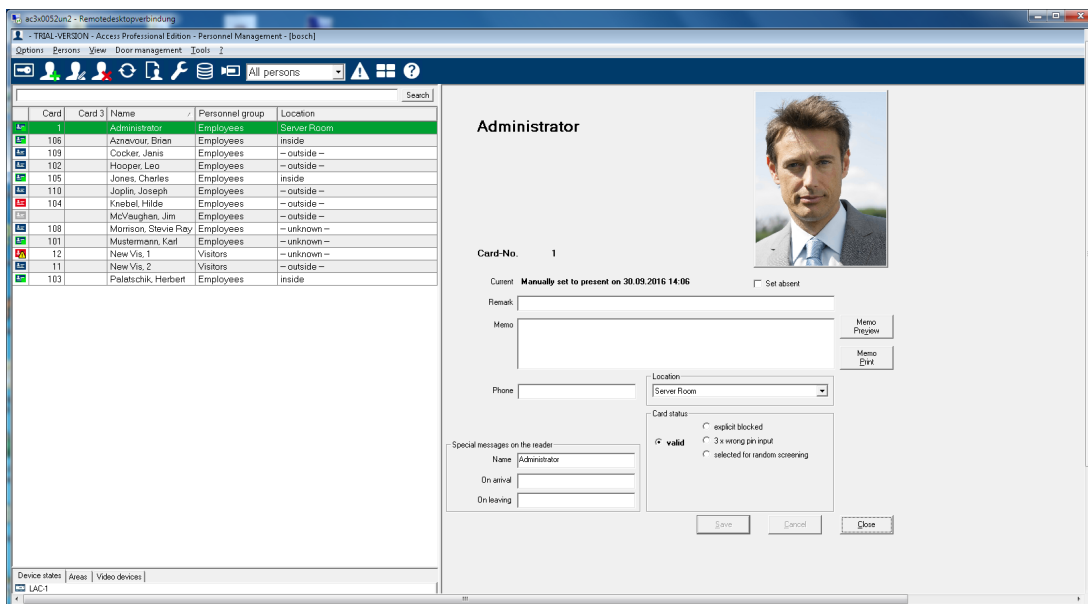 ac3x0052un2 - Remotedesktopverbindung
- TRIAL-VERSION - Access Professional Edition - Personnel Management - [bosch]
Options Persons View Door management Tools ?
All persons
Search
Card Card 3 Name / Personnel group Location
1 Administrator Employees Server Room
106 Aznavour, Brian Employees inside
109 Cocker, Janis Employees -- outside --
102 Hooper, Leo Employees -- outside --
105 Jones, Charles Employees inside
110 Joplin, Joseph Employees -- outside --
104 Knebel, Hilde Employees -- outside --
McVaughan, Jim Employees -- outside --
108 Morrison, Stevie Ray Employees -- unknown --
101 Mustermann, Karl Employees -- unknown --
12 New Vis, 1 Visitors -- unknown --
11 New Vis, 2 Visitors -- outside --
103 Palatschik, Herbert Employees inside
Administrator
Card-No. 1
Current Manually set to present on 30.09.2016 14:06
Set absent
Remark
Memo
Memo Preview
Memo Print
Phone
Location
Server Room
Card status
valid
explicit blocked
3 x wrong pin input
selected for random screening
Special messages on the reader
Name Administrator
On arrival
On leaving
Save Cancel Close
Device states Areas Video devices
LAC-1